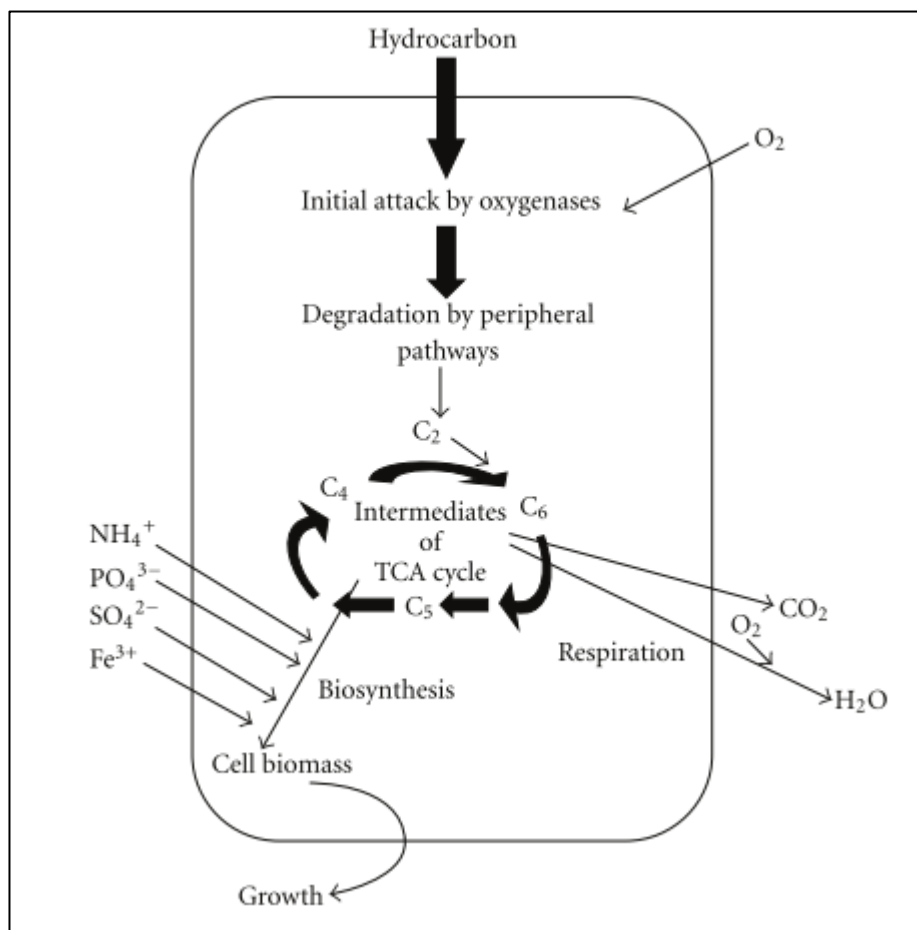 Hydrocarbon
O₂
Initial attack by oxygenases
Degradation by peripheral
pathways
C₂
C₄
C₆
Intermediates
of
TCA cycle
C₅
NH₄⁺
PO₄³⁻
SO₄²⁻
Fe³⁺
CO₂
O₂
Respiration
H₂O
Biosynthesis
Cell biomass
Growth